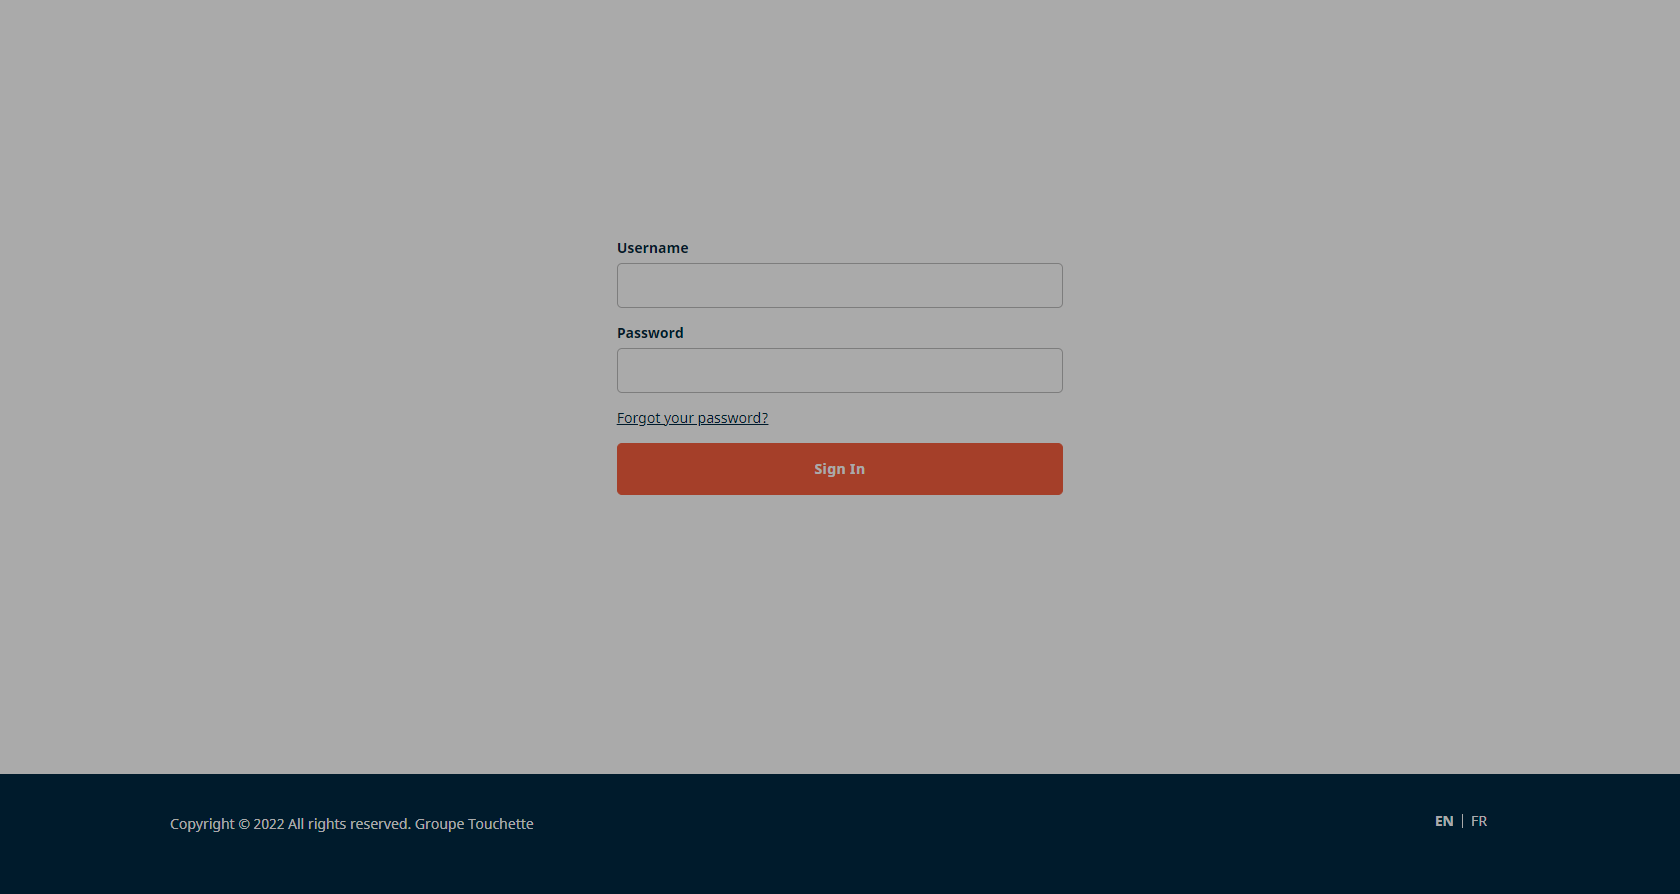 Username
Password
Forgot your password?
Sign In
Copyright © 2022 All rights reserved. Groupe Touchette
EN | FR